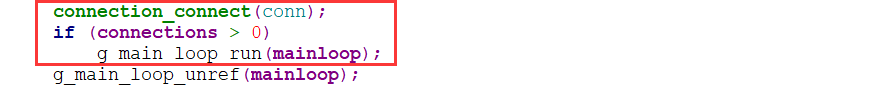 connection_connect(conn);
if (connections > 0)
g_main_loop_run(mainloop);
g_main_loop_unref(mainloop);